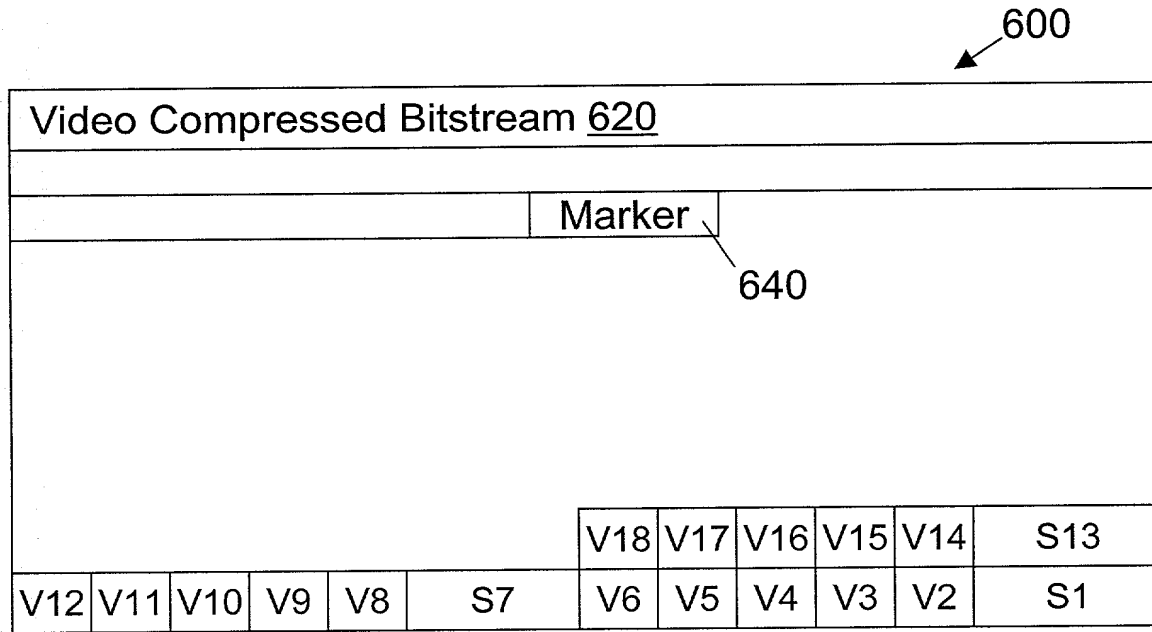 600
Video Compressed Bitstream 620
Marker
640
V18 V17 V16 V15 V14 S13
V12 V11 V10 V9 V8 S7 V6 V5 V4 V3 V2 S1